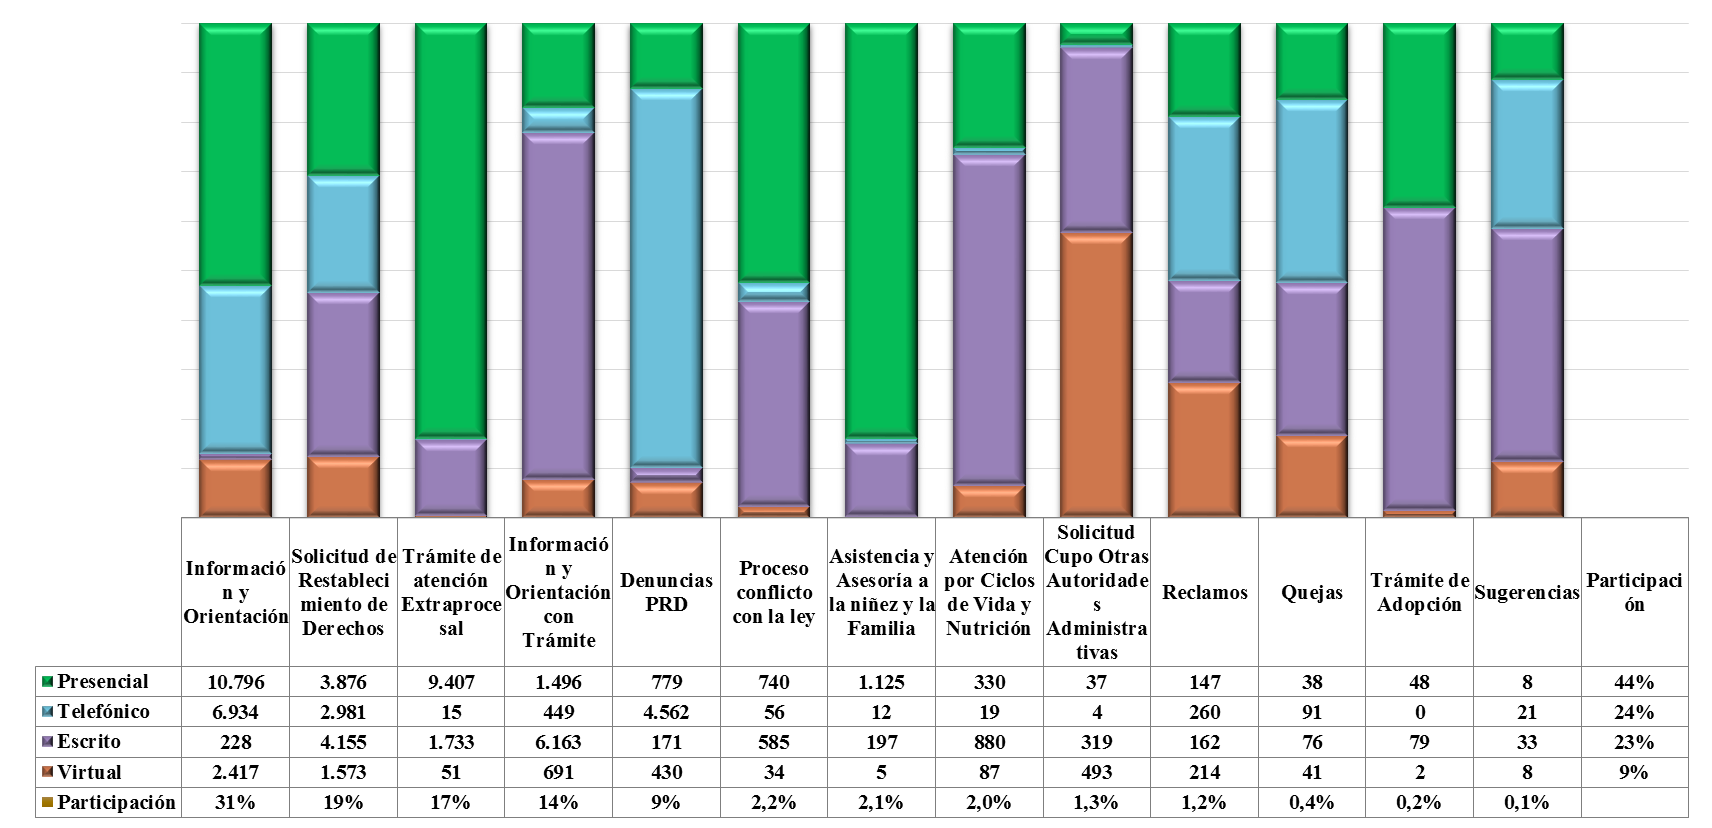 Informació
n y
Orientación
Solicitud de
Restableci
miento de
Derechos
Trámite de
atención
Extraproce
sal
Informació
n y
Orientación
con
Trámite
Denuncias
PRD
Proceso
conflicto
con la ley
Asistencia y
Asesoría a
la niñez y la
Familia
Atención
por Ciclos
de Vida y
Nutrición
Solicitud
Cupo Otras
Autoridade
s
Administra
tivas
Reclamos
Quejas
Trámite de
Adopción
Sugerencias
Participaci
ón
Presencial 10.796 3.876 9.407 1.496 779 740 1.125 330 37 147 38 48 8 44%
Telefónico 6.934 2.981 15 449 4.562 56 12 19 4 260 91 0 21 24%
Escrito 228 4.155 1.733 6.163 171 585 197 880 319 162 76 79 33 23%
Virtual 2.417 1.573 51 691 430 34 5 87 493 214 41 2 8 9%
Participación 31% 19% 17% 14% 9% 2,2% 2,1% 2,0% 1,3% 1,2% 0,4% 0,2% 0,1%